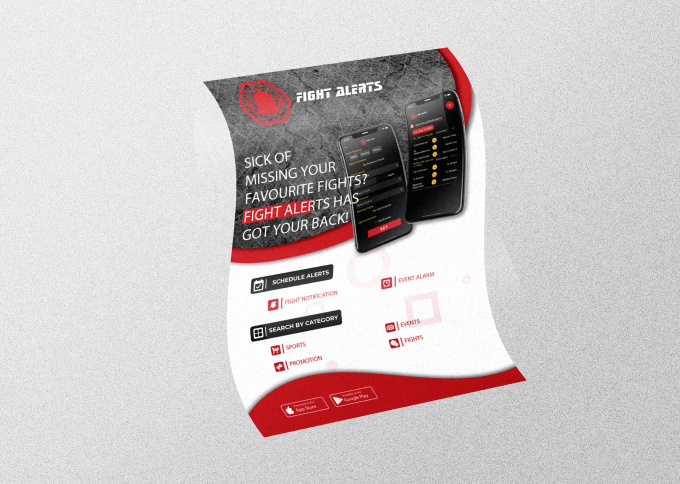 FIGHT ALERTS
SICK OF
MISSING YOUR
FAVOURITE FIGHTS?
FIGHT ALERTS HAS
GOT YOUR BACK!
SET
SCHEDULE ALERTS
FIGHT NOTIFICATION
EVENT ALARM
SEARCH BY CATEGORY
SPORTS
PROMOTION
EVENTS
FIGHTS
App Store
Google Play